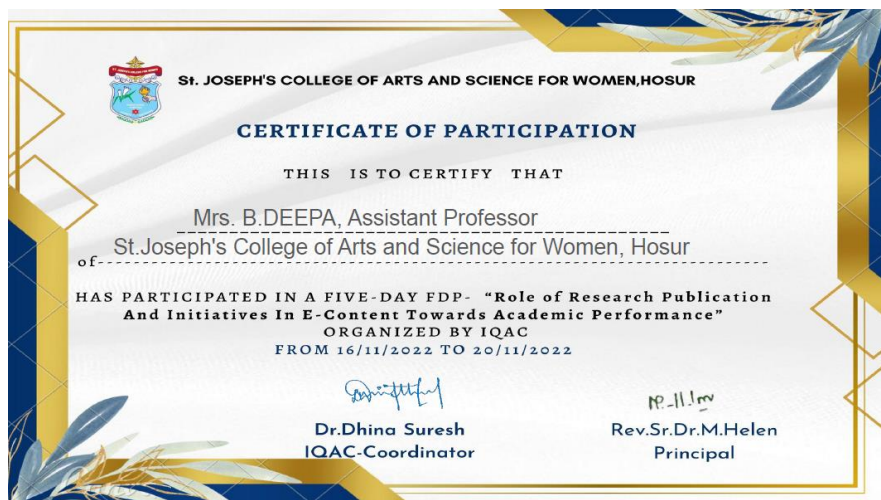 St. JOSEPH'S COLLEGE OF ARTS AND SCIENCE FOR WOMEN,HOSUR
CERTIFICATE OF PARTICIPATION
THIS IS TO CERTIFY THAT
Mrs. B.DEEPA, Assistant Professor
of St.Joseph's College of Arts and Science for Women, Hosur
HAS PARTICIPATED IN A FIVE-DAY FDP- "Role of Research Publication
And Initiatives In E-Content Towards Academic Performance"
ORGANIZED BY IQAC
FROM 16/11/2022 TO 20/11/2022
Dr.Dhina Suresh
IQAC-Coordinator
Rev.Sr.Dr.M.Helen
Principal